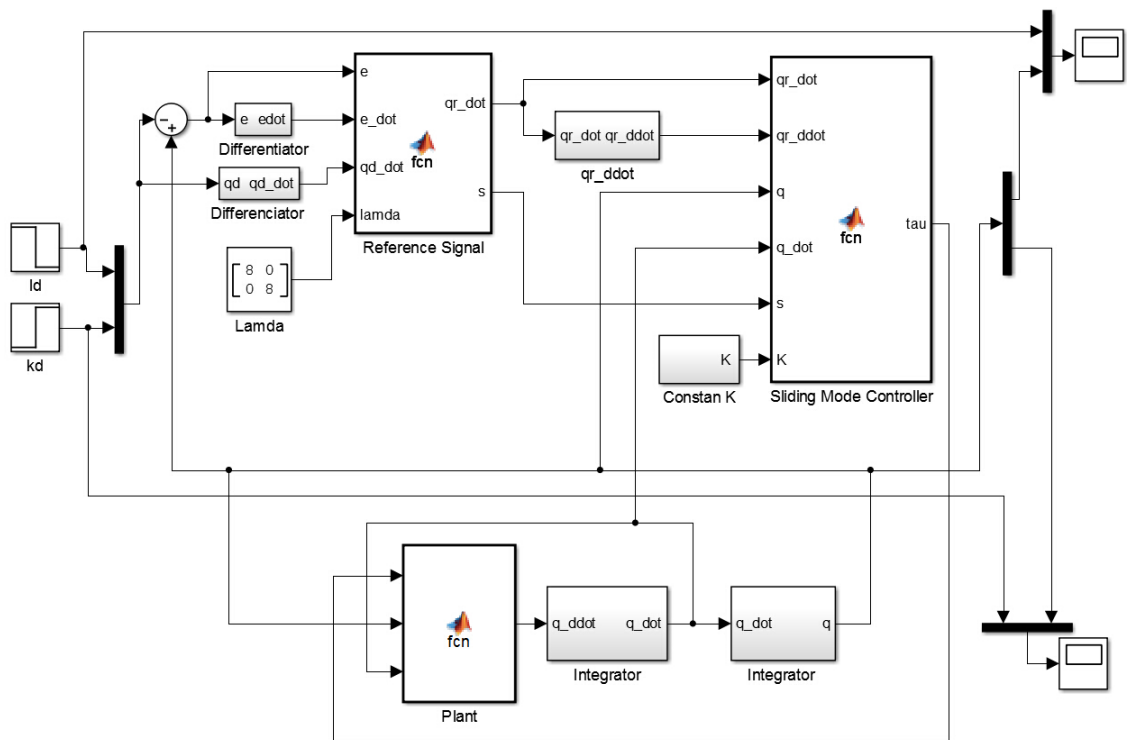 e
e_dot
qd_dot
lamda
qr_dot
s
fcn
Reference Signal
e edot
Differentiator
qd qd_dot
Differenciator
8 0
0 8
Lamda
ld
kd
qr_dot qr_ddot
qr_ddot
qr_dot
qr_ddot
q
q_dot
s
K
tau
fcn
Sliding Mode Controller
K
Constan K
fcn
Plant
q_ddot q_dot
Integrator
q_dot q
Integrator